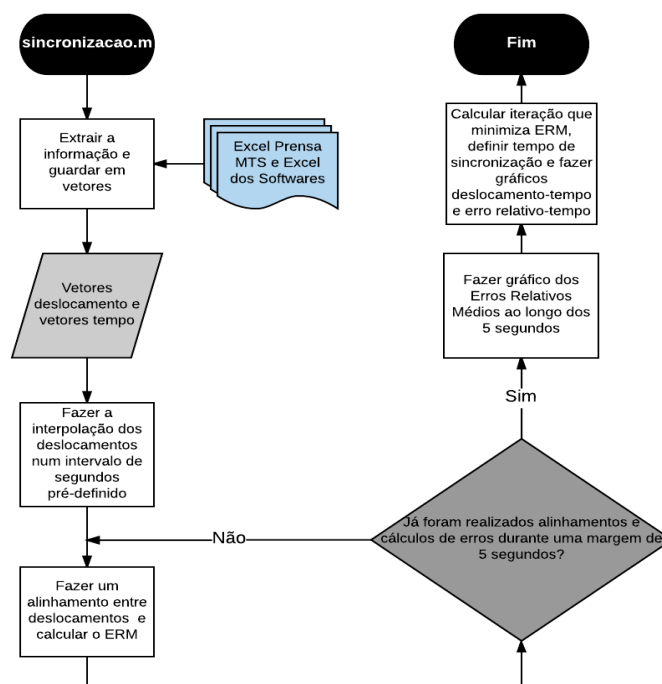 sincronizacao.m
Extrair a
informação e
guardar em
vetores
Excel Prensa
MTS e Excel
dos Softwares
Vetores
deslocamento e
vetores tempo
Fazer a
interpolação dos
deslocamentos
num intervalo de
segundos
pré-definido
Fazer um
alinhamento entre
deslocamentos e
calcular o ERM
Não
Já foram realizados alinhamentos e
cálculos de erros durante uma margem de
5 segundos?
Sim
Fazer gráfico dos
Erros Relativos
Médios ao longo dos
5 segundos
Calcular iteração que
minimiza ERM,
definir tempo de
sincronização e fazer
gráficos
deslocamento-tempo
e erro relativo-tempo
Fim